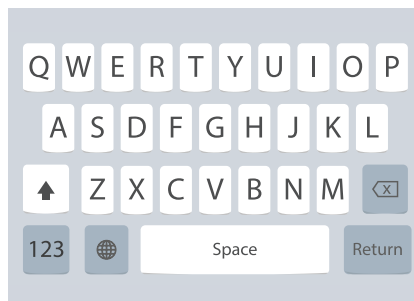 Q W E R T Y U I O P
A S D F G H J K L
Z X C V B N M
123 Space Return